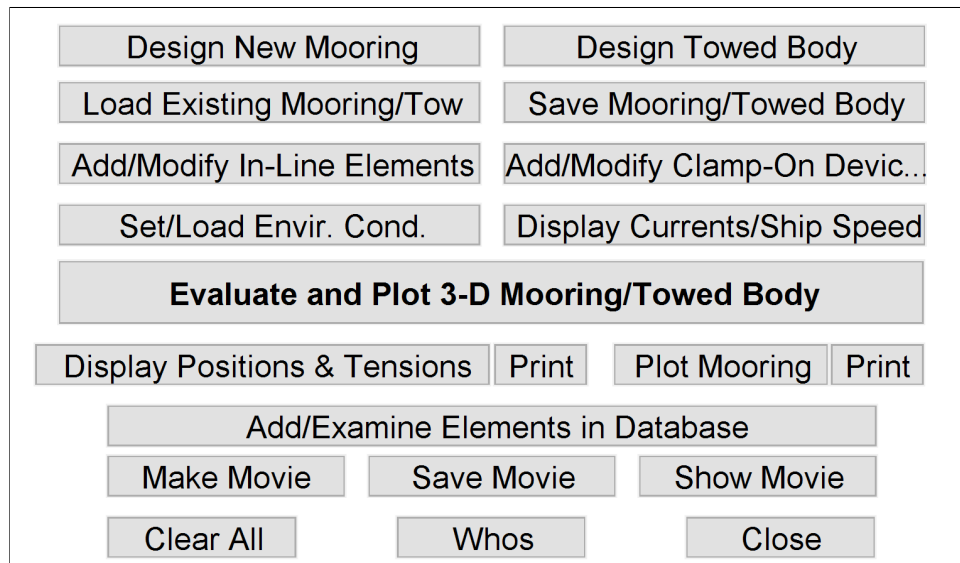 Design New Mooring
Design Towed Body
Load Existing Mooring/Tow
Save Mooring/Towed Body
Add/Modify In-Line Elements
Add/Modify Clamp-On Devic...
Set/Load Envir. Cond.
Display Currents/Ship Speed
Evaluate and Plot 3-D Mooring/Towed Body
Display Positions & Tensions
Print
Plot Mooring
Print
Add/Examine Elements in Database
Make Movie
Save Movie
Show Movie
Clear All
Whos
Close